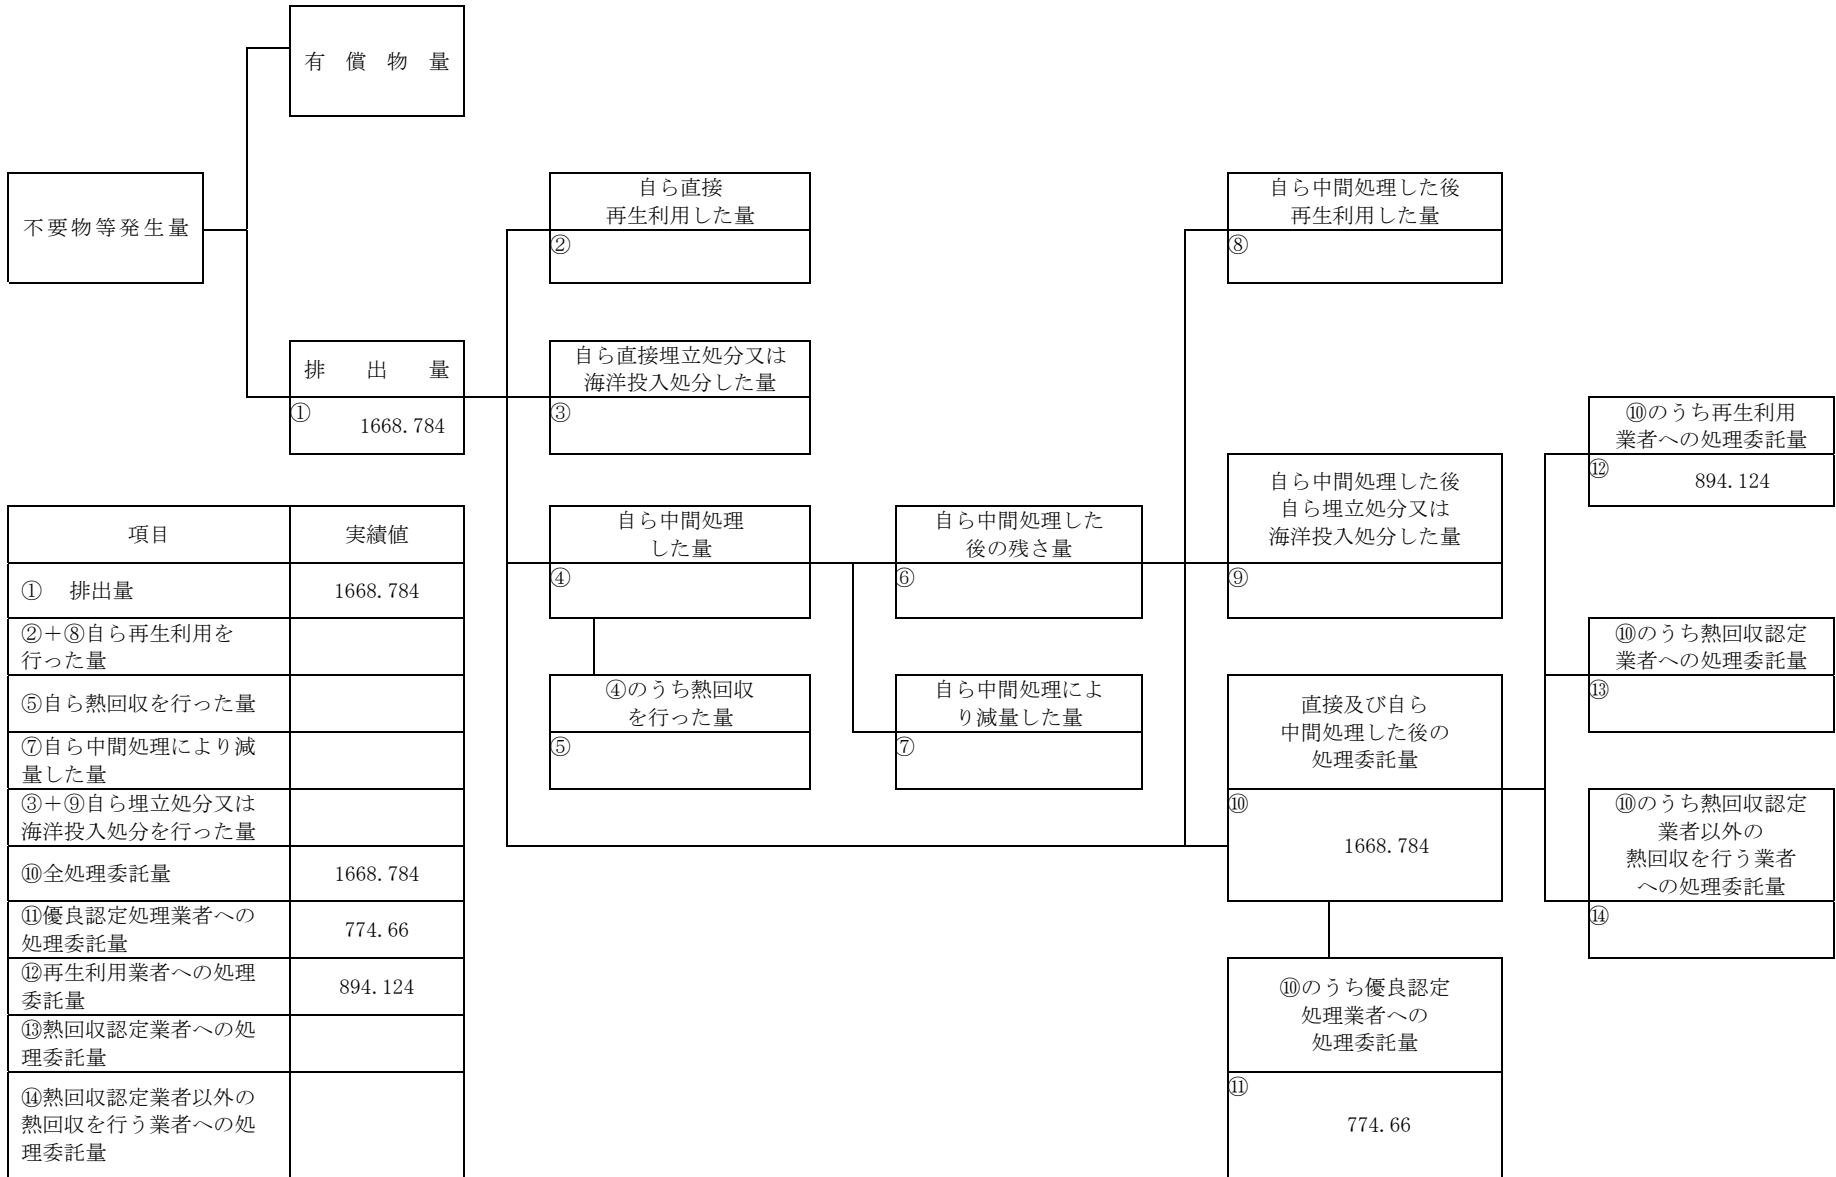 有償物量
不要物等発生量
自ら直接
再生利用した量
②
自ら中間処理した後
再生利用した量
⑧
排出量
①
1668.784
自ら直接埋立処分又は
海洋投入処分した量
③
⑩のうち再生利用
業者への処理委託量
⑫
894.124
自ら中間処理
した量
④
自ら中間処理した
後の残さ量
⑥
自ら中間処理した後
自ら埋立処分又は
海洋投入処分した量
⑨
⑩のうち熱回収認定
業者への処理委託量
⑬
④のうち熱回収
を行った量
⑤
自ら中間処理によ
り減量した量
⑦
直接及び自ら
中間処理した後の
処理委託量
⑩
1668.784
⑩のうち熱回収認定
業者以外の
熱回収を行う業者
への処理委託量
⑭
⑩のうち優良認定
処理業者への
処理委託量
⑪
774.66
項目 実績値
① 排出量 1668.784
②+⑧自ら再生利用を
行った量
⑤自ら熱回収を行った量
⑦自ら中間処理により減
量した量
③+⑨自ら埋立処分又は
海洋投入処分を行った量
⑩全処理委託量 1668.784
⑪優良認定処理業者への
処理委託量 774.66
⑫再生利用業者への処理
委託量 894.124
⑬熱回収認定業者への処
理委託量
⑭熱回収認定業者以外の
熱回収を行う業者への処
理委託量